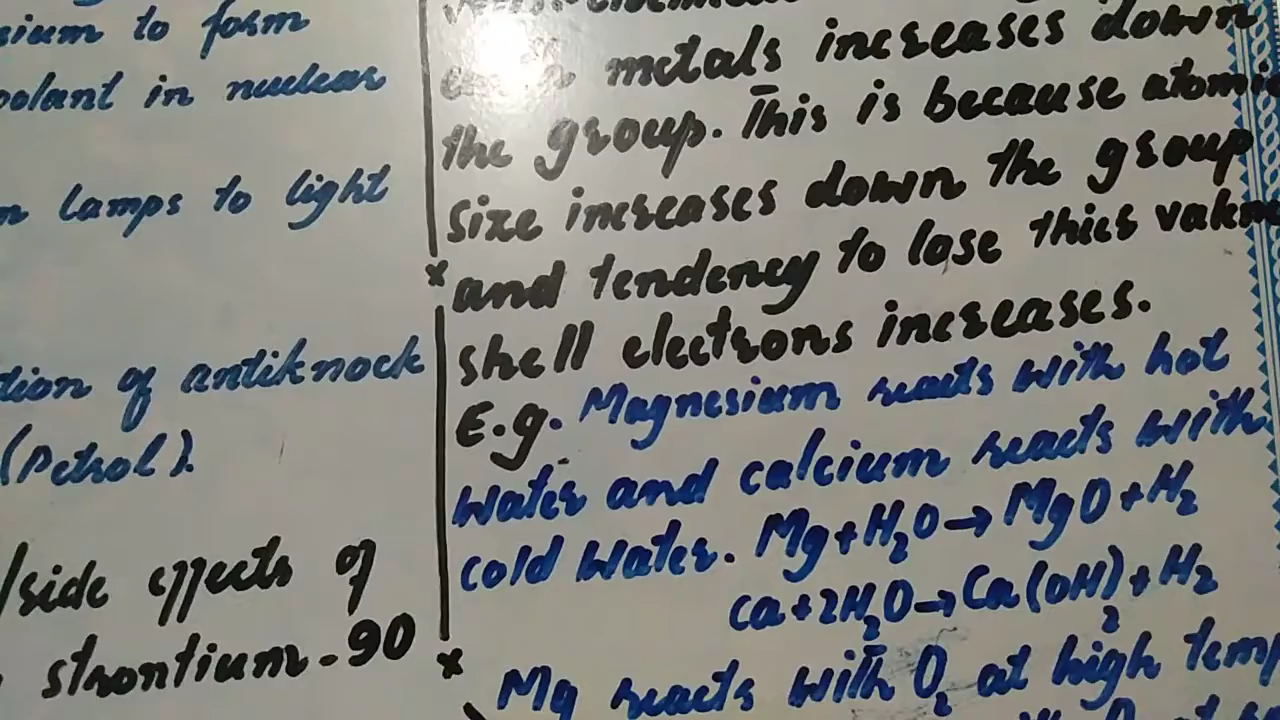 sium to form
oolant in nuclear
n lamps to light
tion of antiknock
(Petrol).
/side effects of
strontium-90
metals increases down
the group. This is because atomic
size increases down the group
* and tendency to lose thier valen
shell electrons increases.
E.g. Magnesium reacts with hot
water and calcium reacts with
cold water. Mg+H₂O→MgO+H₂
Ca+2H₂O→Ca(OH)₂+H₂
* Mg reacts with O₂ at high temp